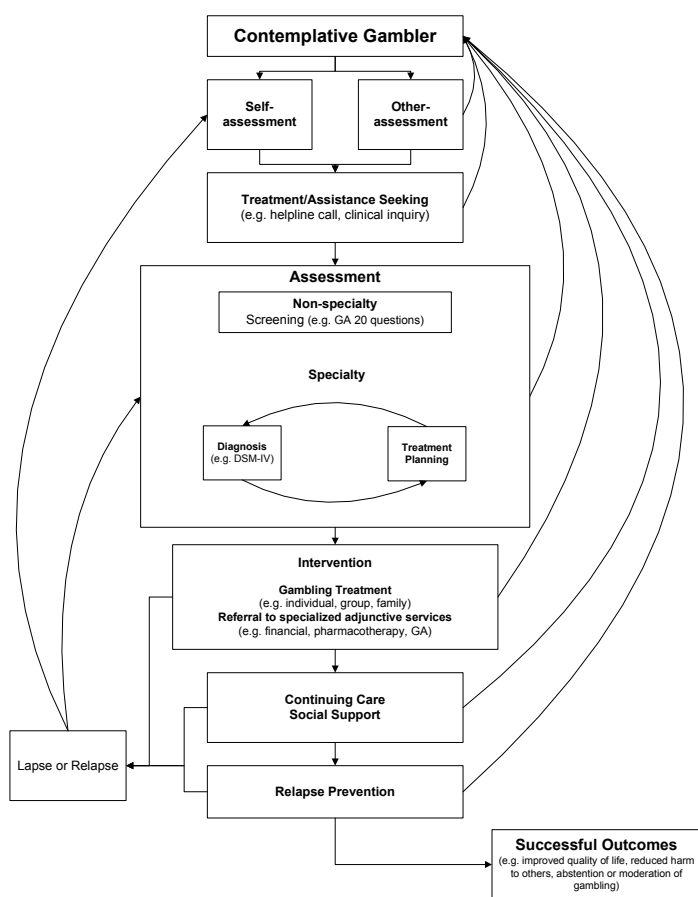 Contemplative Gambler
Self-
assessment
Other-
assessment
Treatment/Assistance Seeking
(e.g. helpline call, clinical inquiry)
Assessment
Non-specialty
Screening (e.g. GA 20 questions)
Specialty
Diagnosis
(e.g. DSM-IV)
Treatment
Planning
Intervention
Gambling Treatment
(e.g. individual, group, family)
Referral to specialized adjunctive services
(e.g. financial, pharmacotherapy, GA)
Continuing Care
Social Support
Lapse or Relapse
Relapse Prevention
Successful Outcomes
(e.g. improved quality of life, reduced harm
to others, abstention or moderation of
gambling)